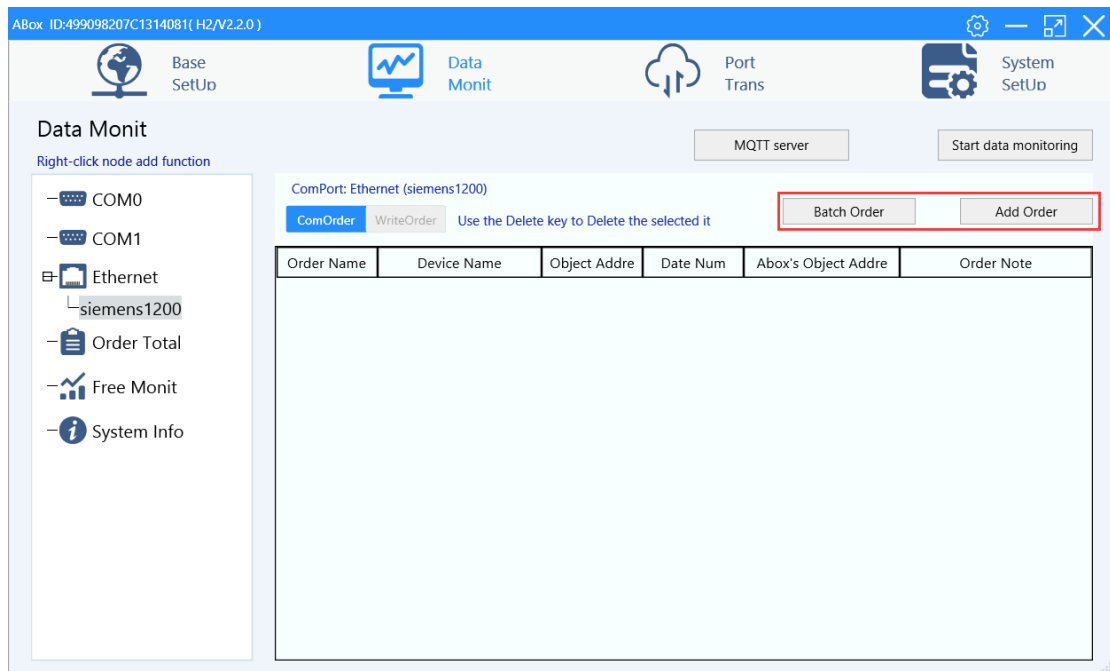 ABox ID:499098207C1314081( H2/V2.2.0 )
Base
SetUp
Data
Monit
Port
Trans
System
SetUp
Data Monit
Right-click node add function
MQTT server
Start data monitoring
COM0
COM1
Ethernet
siemens1200
Order Total
Free Monit
System Info
ComPort: Ethernet (siemens1200)
ComOrder WriteOrder Use the Delete key to Delete the selected it
Batch Order Add Order
Order Name Device Name Object Addre Date Num Abox's Object Addre Order Note